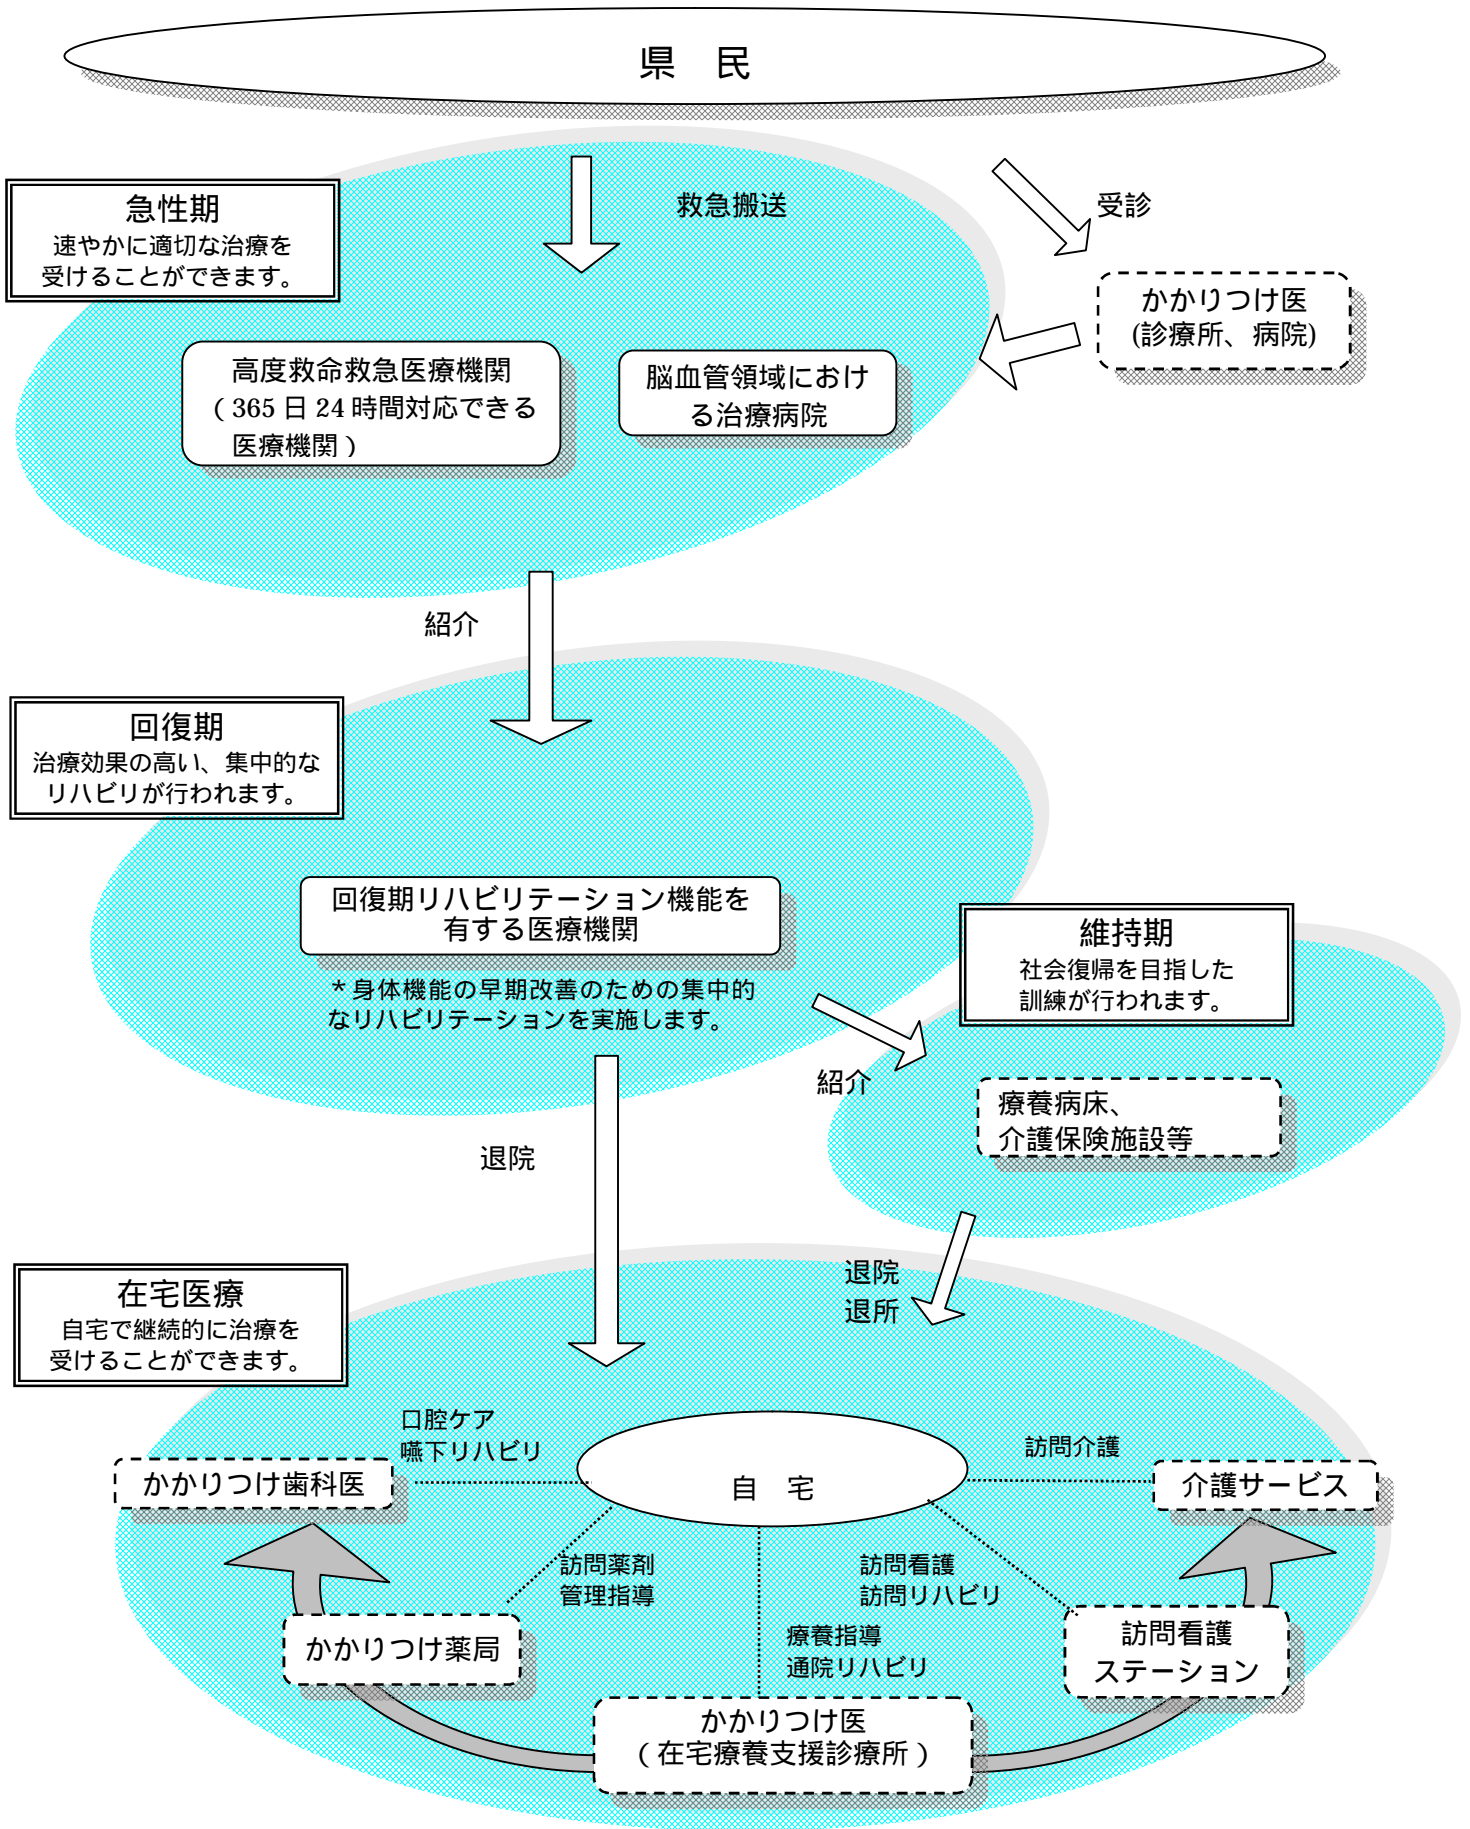 県　民
救急搬送
受診
急性期
速やかに適切な治療を
受けることができます。
かかりつけ医
(診療所、病院)
高度救命救急医療機関
（365 日 24 時間対応できる
医療機関）
脳血管領域におけ
る治療病院
紹介
回復期
治療効果の高い、集中的な
リハビリが行われます。
回復期リハビリテーション機能を
有する医療機関
＊身体機能の早期改善のための集中的
なリハビリテーションを実施します。
維持期
社会復帰を目指した
訓練が行われます。
紹介
療養病床、
介護保険施設等
退院
退院
退所
在宅医療
自宅で継続的に治療を
受けることができます。
口腔ケア
嚥下リハビリ
かかりつけ歯科医
自　宅
訪問介護
介護サービス
訪問薬剤
管理指導
訪問看護
訪問リハビリ
かかりつけ薬局
療養指導
通院リハビリ
訪問看護
ステーション
かかりつけ医
（在宅療養支援診療所）